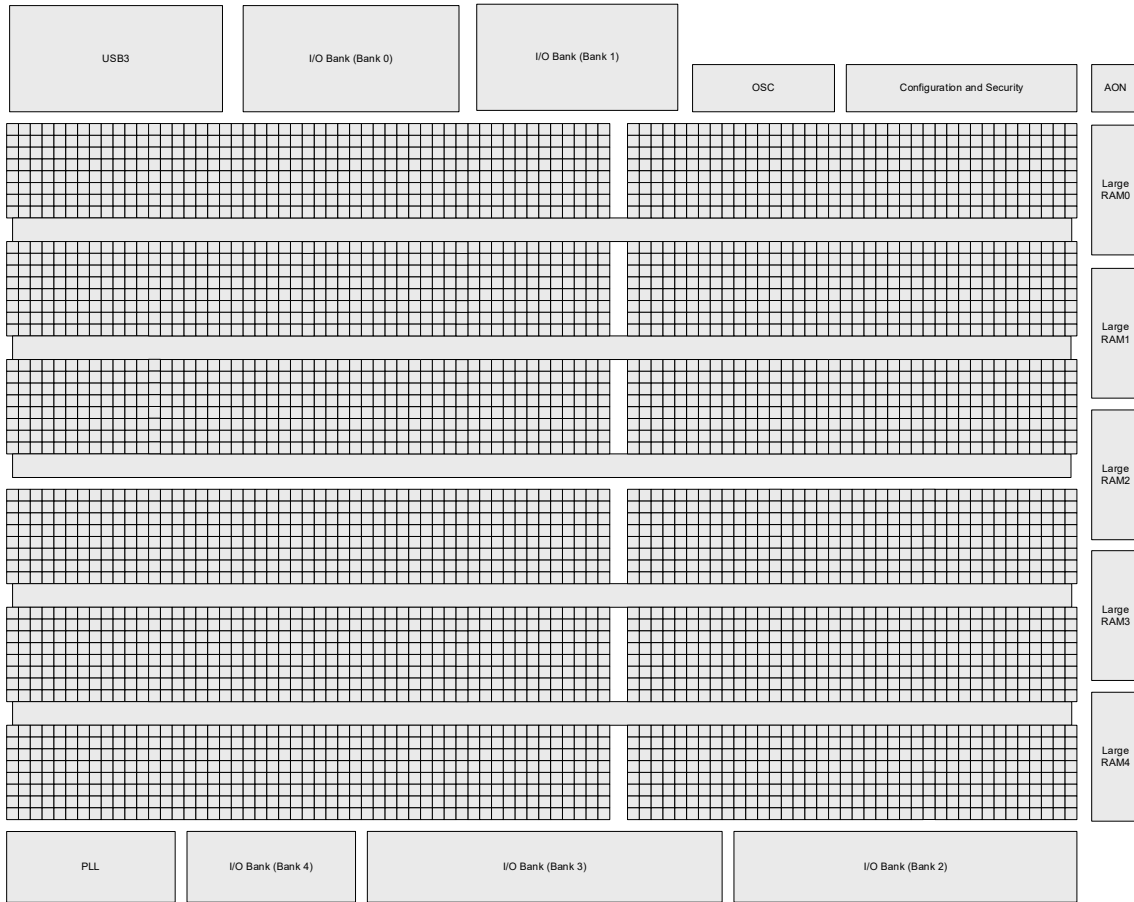 USB3
I/O Bank (Bank 0)
I/O Bank (Bank 1)
OSC
Configuration and Security
AON
Large
RAM0
Large
RAM1
Large
RAM2
Large
RAM3
Large
RAM4
PLL
I/O Bank (Bank 4)
I/O Bank (Bank 3)
I/O Bank (Bank 2)